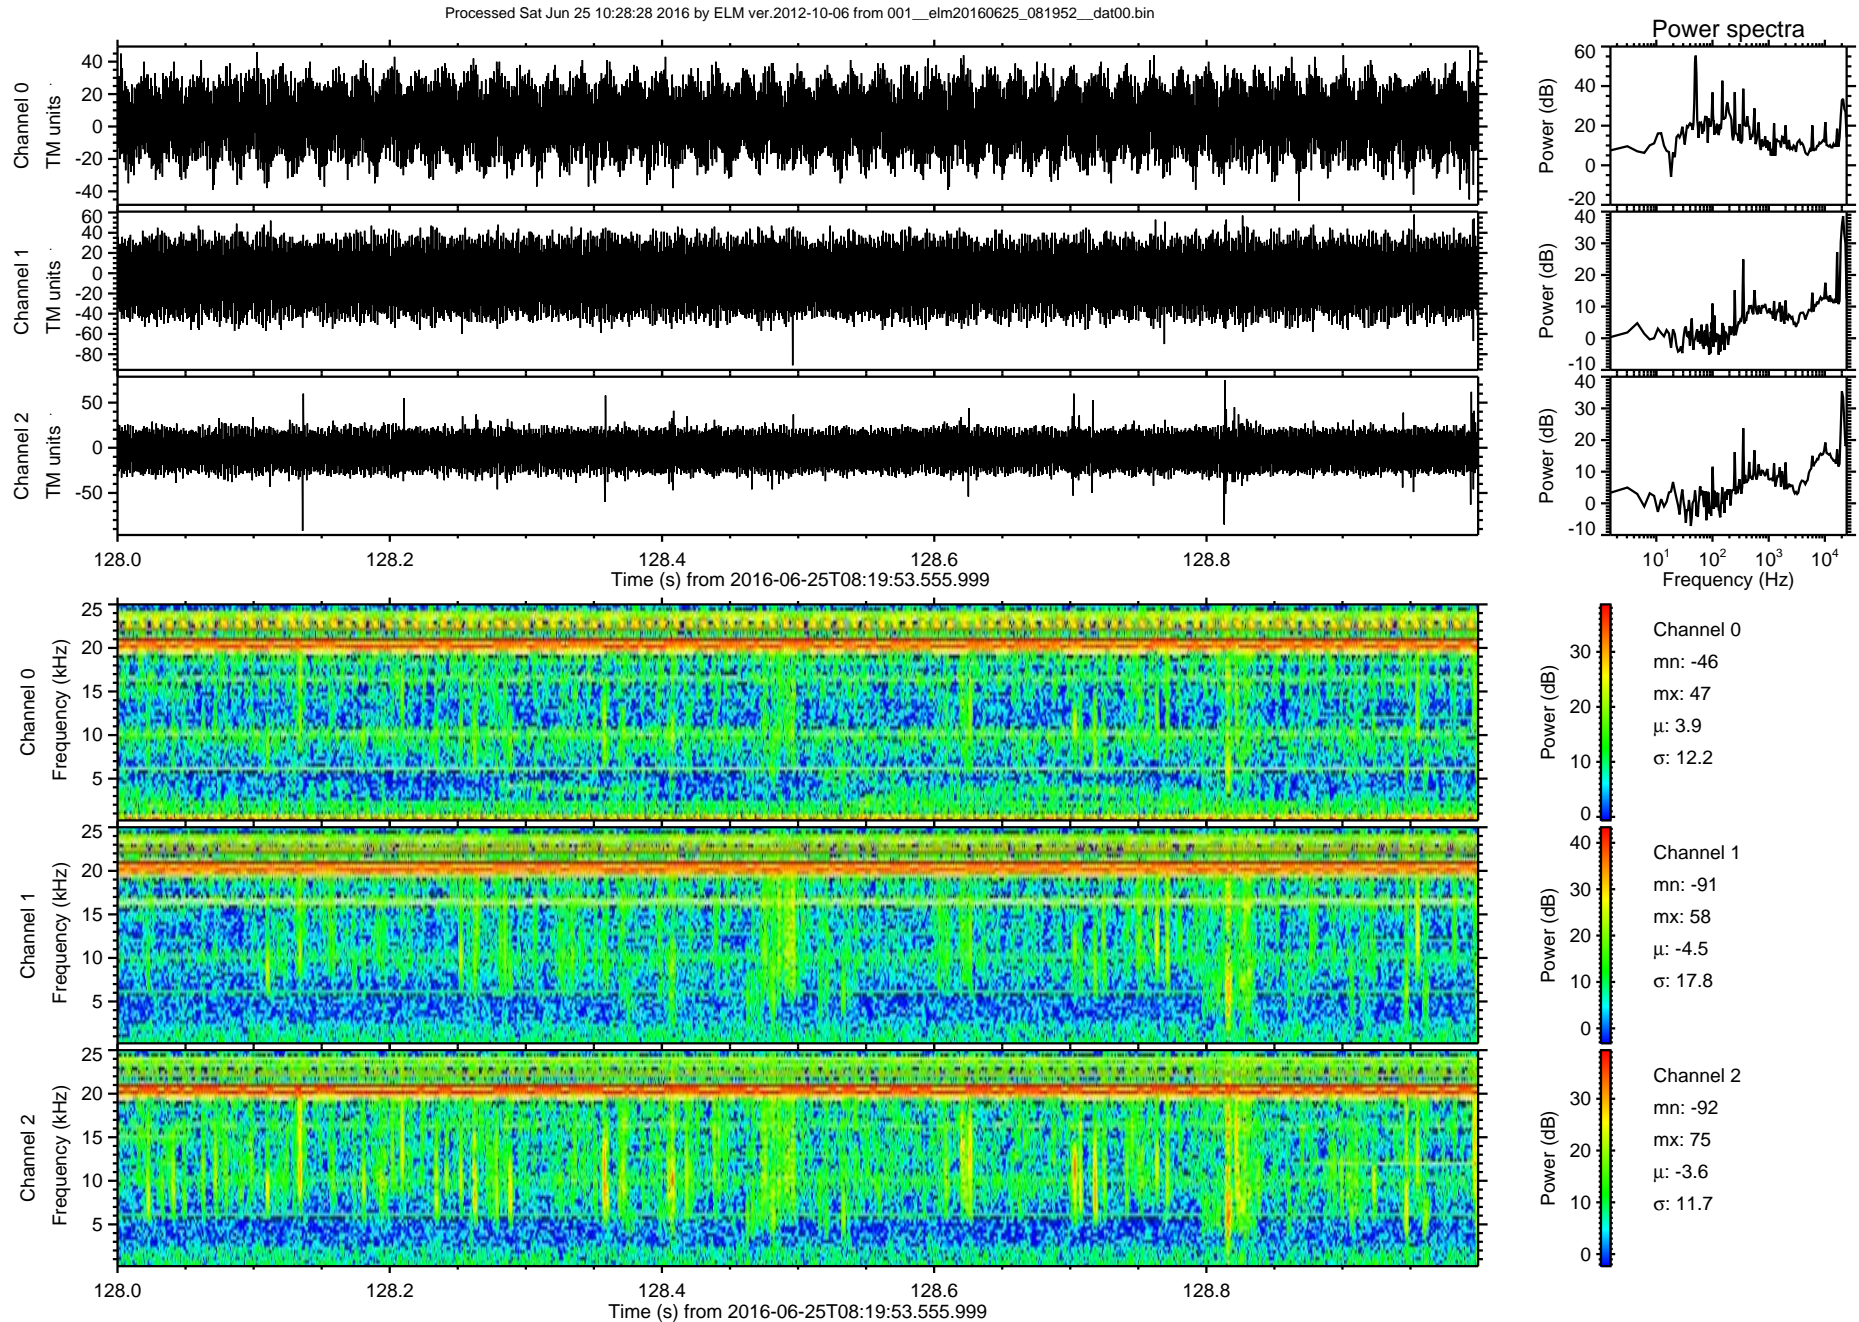 Processed Sat Jun 25 10:28:28 2016 by ELM ver.2012-10-06 from 001__elm20160625_081952__dat00.bin
Power spectra
Channel 0
TM units
40
20
0
-20
-40
Power (dB)
60
40
20
0
-20
Channel 1
TM units
60
40
20
0
-20
-40
-60
-80
Power (dB)
40
30
20
10
0
-10
Channel 2
TM units
50
0
-50
Power (dB)
40
30
20
10
0
-10
128.0 128.2 128.4 128.6 128.8
Time (s) from 2016-06-25T08:19:53.555.999
10¹ 10² 10³ 10⁴
Frequency (Hz)
Channel 0
Frequency (kHz)
25
20
15
10
5
Power (dB)
30
20
10
0
Channel 0
mn: -46
mx: 47
µ: 3.9
σ: 12.2
Channel 1
Frequency (kHz)
25
20
15
10
5
Power (dB)
40
30
20
10
0
Channel 1
mn: -91
mx: 58
µ: -4.5
σ: 17.8
Channel 2
Frequency (kHz)
25
20
15
10
5
Power (dB)
30
20
10
0
Channel 2
mn: -92
mx: 75
µ: -3.6
σ: 11.7
128.0 128.2 128.4 128.6 128.8
Time (s) from 2016-06-25T08:19:53.555.999